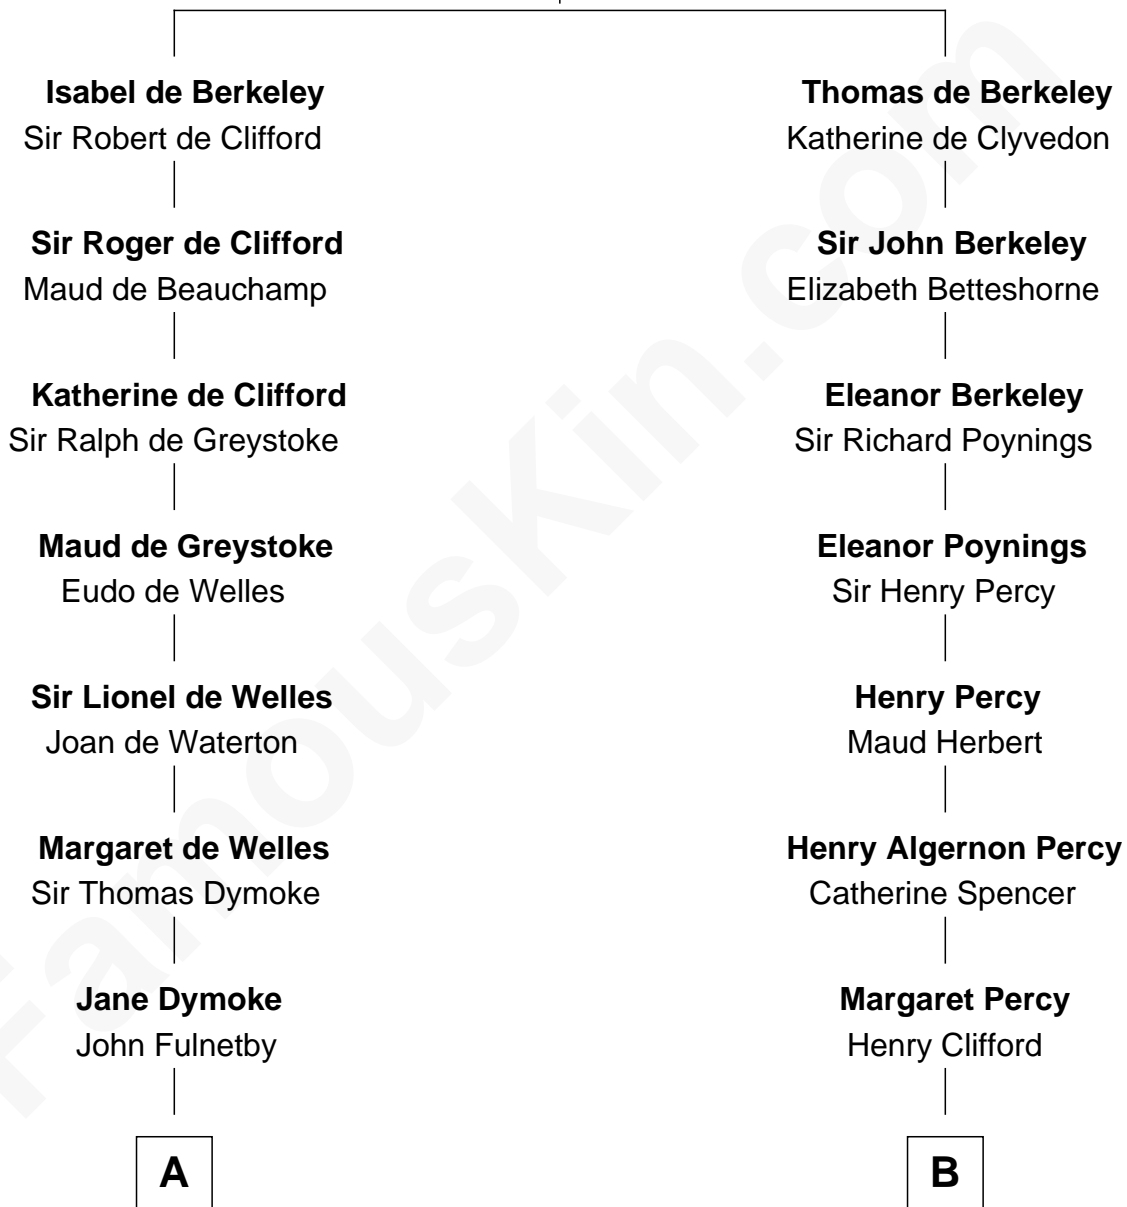 Isabel de Berkeley
Sir Robert de Clifford
Sir Roger de Clifford
Maud de Beauchamp
Katherine de Clifford
Sir Ralph de Greystoke
Maud de Greystoke
Eudo de Welles
Sir Lionel de Welles
Joan de Waterton
Margaret de Welles
Sir Thomas Dymoke
Jane Dymoke
John Fulnetby
A
Thomas de Berkeley
Katherine de Clyvedon
Sir John Berkeley
Elizabeth Betteshorne
Eleanor Berkeley
Sir Richard Poynings
Eleanor Poynings
Sir Henry Percy
Henry Percy
Maud Herbert
Henry Algernon Percy
Catherine Spencer
Margaret Percy
Henry Clifford
B
FamousKin.com